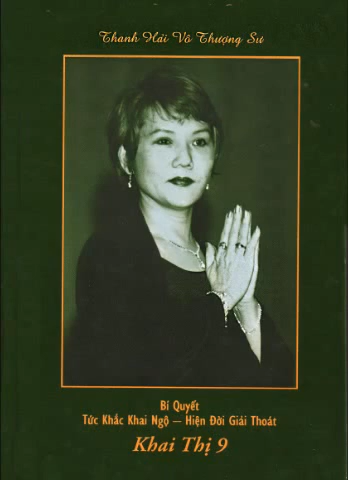 Thanh Hải Vô Thượng Sư
Bí Quyết
Tức Khắc Khai Ngộ – Hiện Đời Giải Thoát
Khai Thị 9